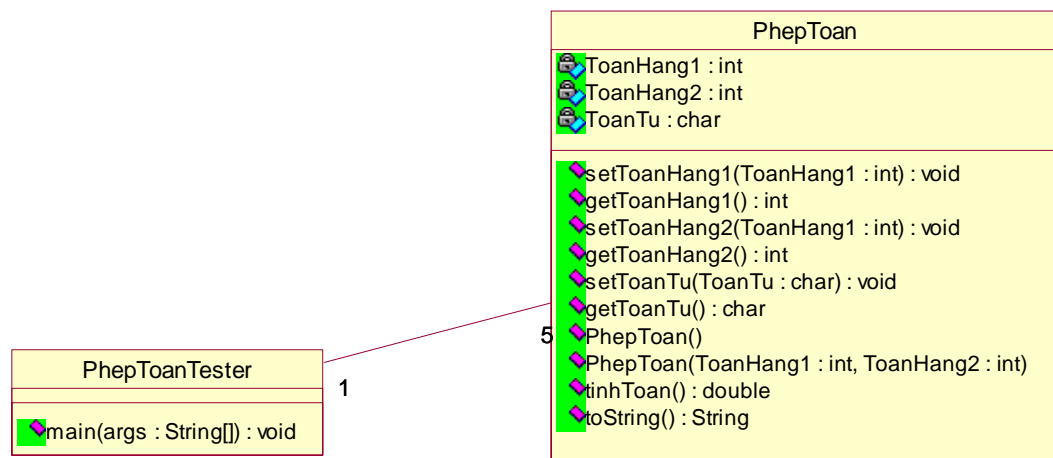 PhepToan
ToanHang1 : int
ToanHang2 : int
ToanTu : char
setToanHang1(ToanHang1 : int) : void
getToanHang1() : int
setToanHang2(ToanHang1 : int) : void
getToanHang2() : int
setToanTu(ToanTu : char) : void
getToanTu() : char
PhepToan()
PhepToan(ToanHang1 : int, ToanHang2 : int)
tinhToan() : double
toString() : String
5
1
PhepToanTester
main(args : String[]) : void